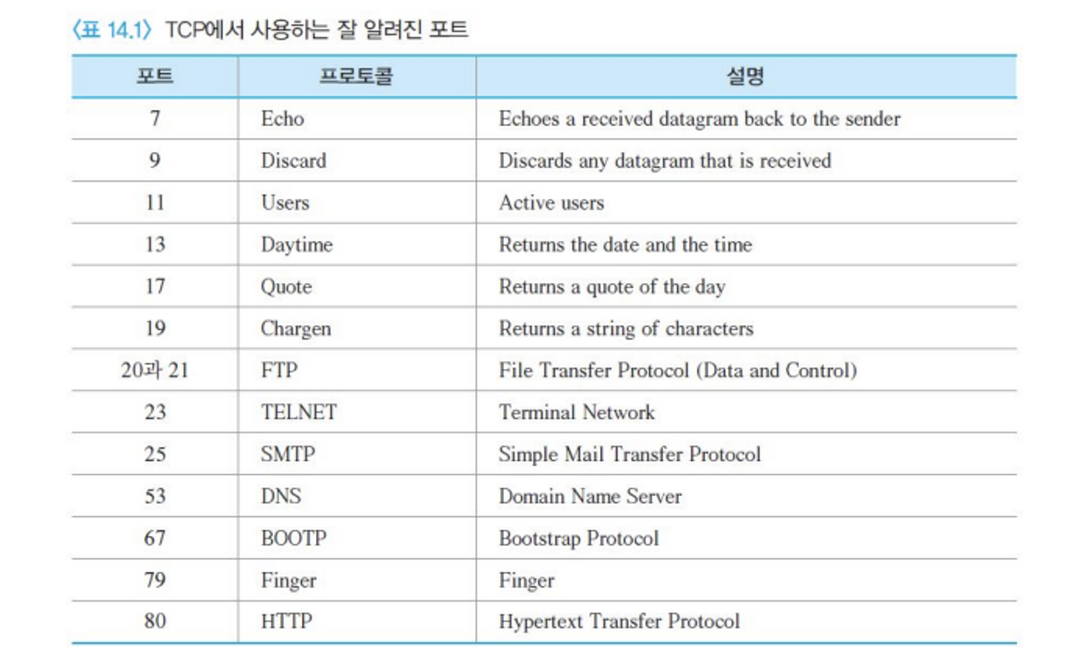 〈표 14.1〉 TCP에서 사용하는 잘 알려진 포트
포트 프로토콜 설명
7 Echo Echoes a received datagram back to the sender
9 Discard Discards any datagram that is received
11 Users Active users
13 Daytime Returns the date and the time
17 Quote Returns a quote of the day
19 Chargen Returns a string of characters
20과 21 FTP File Transfer Protocol (Data and Control)
23 TELNET Terminal Network
25 SMTP Simple Mail Transfer Protocol
53 DNS Domain Name Server
67 BOOTP Bootstrap Protocol
79 Finger Finger
80 HTTP Hypertext Transfer Protocol